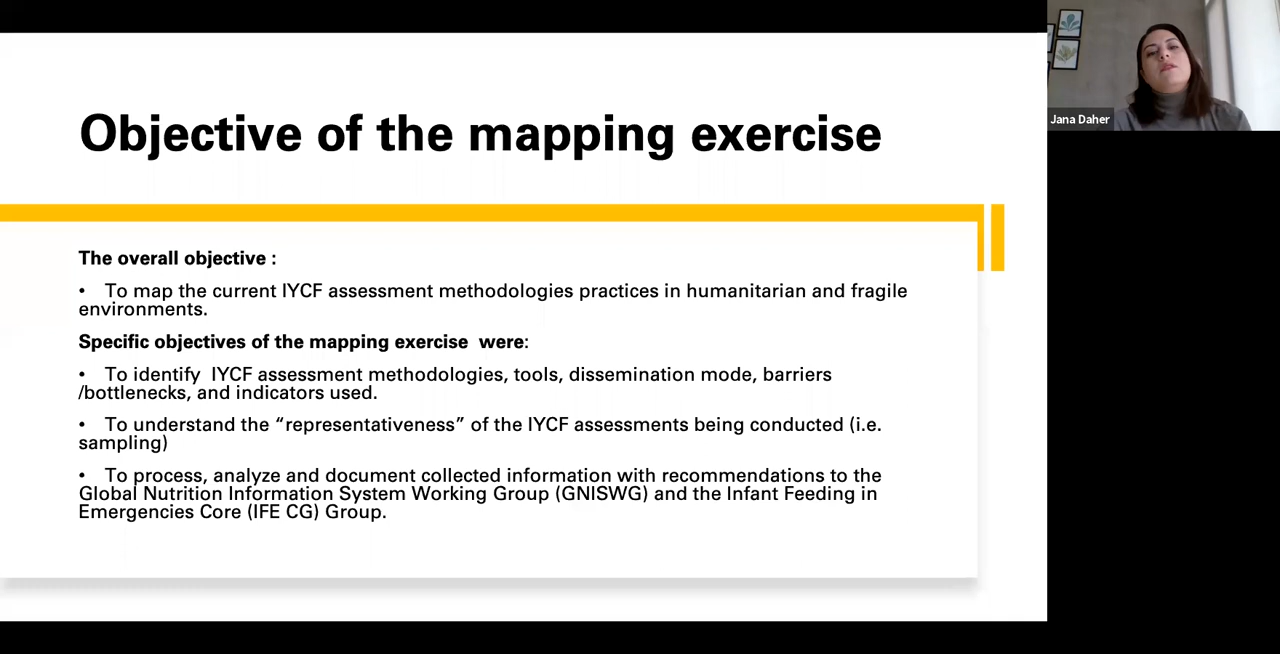 Objective of the mapping exercise
The overall objective :
• To map the current IYCF assessment methodologies practices in humanitarian and fragile
environments.
Specific objectives of the mapping exercise were:
• To identify IYCF assessment methodologies, tools, dissemination mode, barriers
/bottlenecks, and indicators used.
• To understand the “representativeness” of the IYCF assessments being conducted (i.e.
sampling)
• To process, analyze and document collected information with recommendations to the
Global Nutrition Information System Working Group (GNISWG) and the Infant Feeding in
Emergencies Core (IFE CG) Group.
Jana Daher